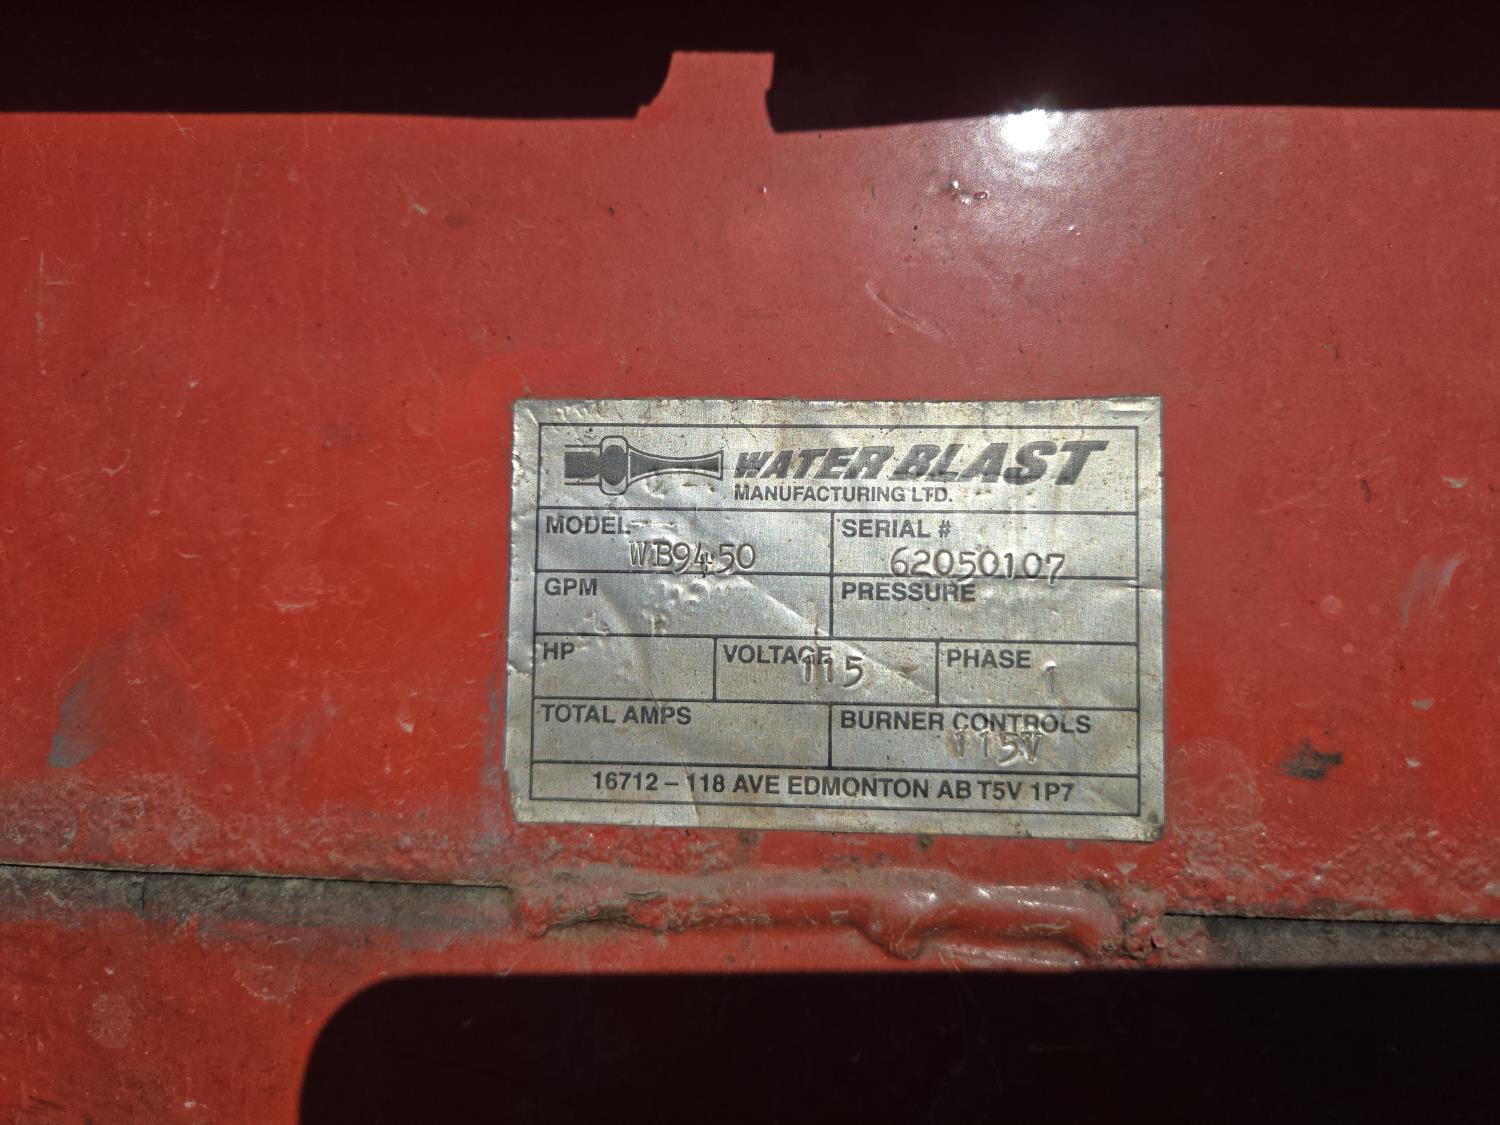 WATER BLAST
MANUFACTURING LTD.
MODEL WB9450
SERIAL # 62050107
GPM
PRESSURE
HP
VOLTAGE 115
PHASE 1
TOTAL AMPS
BURNER CONTROLS 115V
16712 – 118 AVE EDMONTON AB T5V 1P7